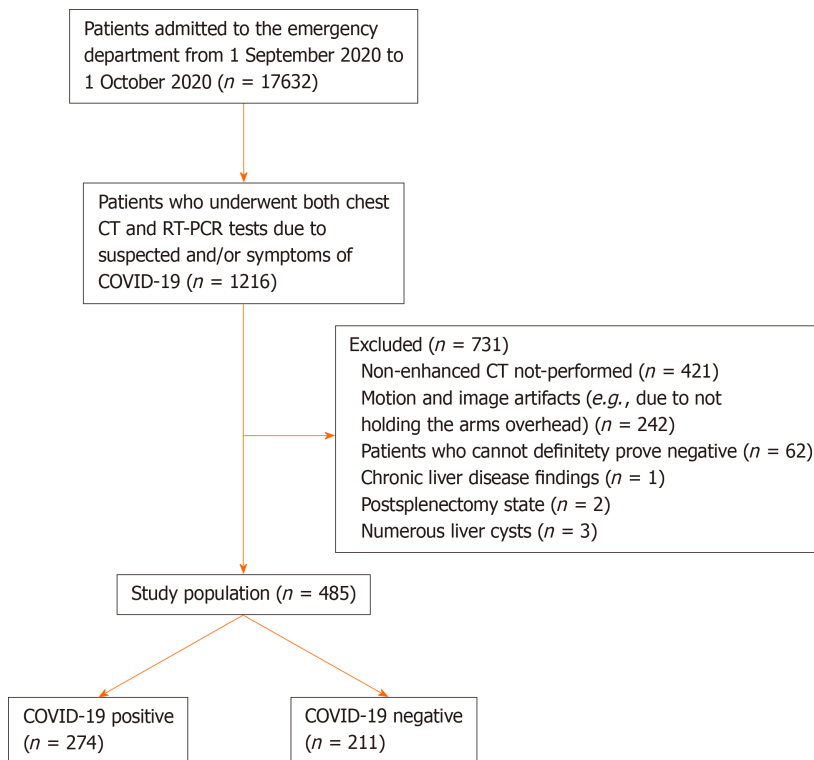 Patients admitted to the emergency
department from 1 September 2020 to
1 October 2020 (n = 17632)
Patients who underwent both chest
CT and RT-PCR tests due to
suspected and/or symptoms of
COVID-19 (n = 1216)
Excluded (n = 731)
Non-enhanced CT not-performed (n = 421)
Motion and image artifacts (e.g., due to not
holding the arms overhead) (n = 242)
Patients who cannot definitety prove negative (n = 62)
Chronic liver disease findings (n = 1)
Postsplenectomy state (n = 2)
Numerous liver cysts (n = 3)
Study population (n = 485)
COVID-19 positive
(n = 274)
COVID-19 negative
(n = 211)